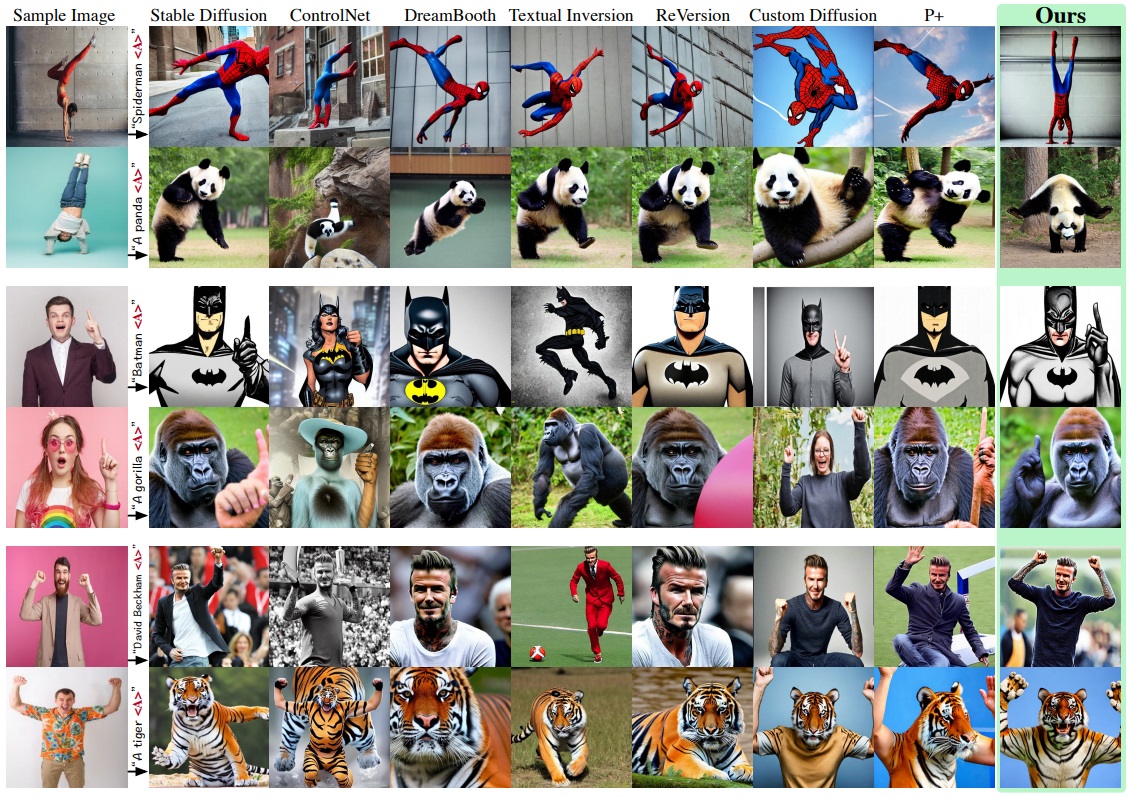 Sample Image Stable Diffusion ControlNet DreamBooth Textual Inversion ReVersion Custom Diffusion P+ Ours
“Spiderman <A>”
“A panda <A>”
“Batman <A>”
“A gorilla <A>”
“David Beckham <A>”
“A tiger <A>”